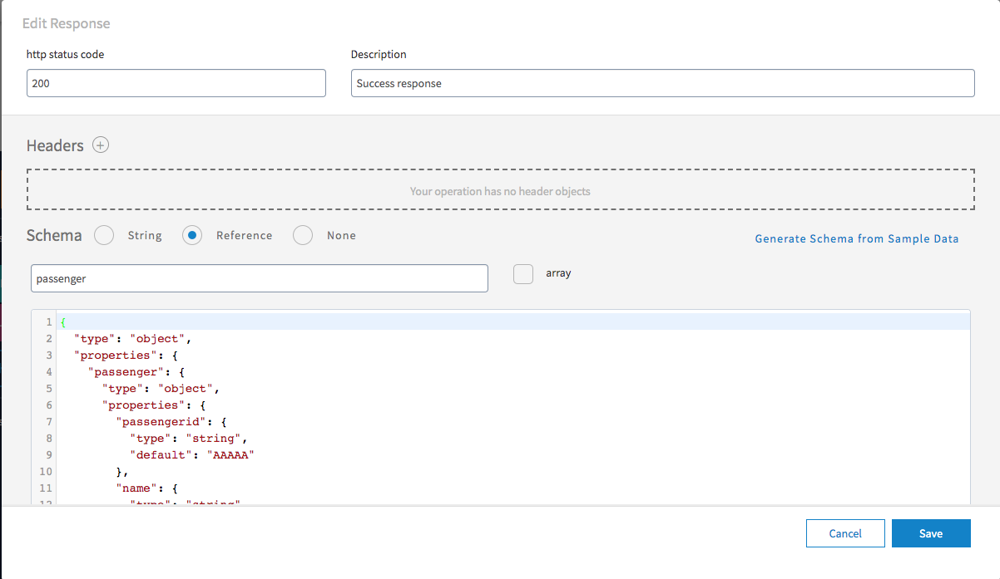 Edit Response
http status code Description
200 Success response
Headers
Your operation has no header objects
Schema String Reference None Generate Schema from Sample Data
passenger array
1 {
2 "type": "object",
3 "properties": {
4 "passenger": {
5 "type": "object",
6 "properties": {
7 "passengerid": {
8 "type": "string",
9 "default": "AAAAA"
10 },
11 "name": {
12 "type": "string"
Cancel Save